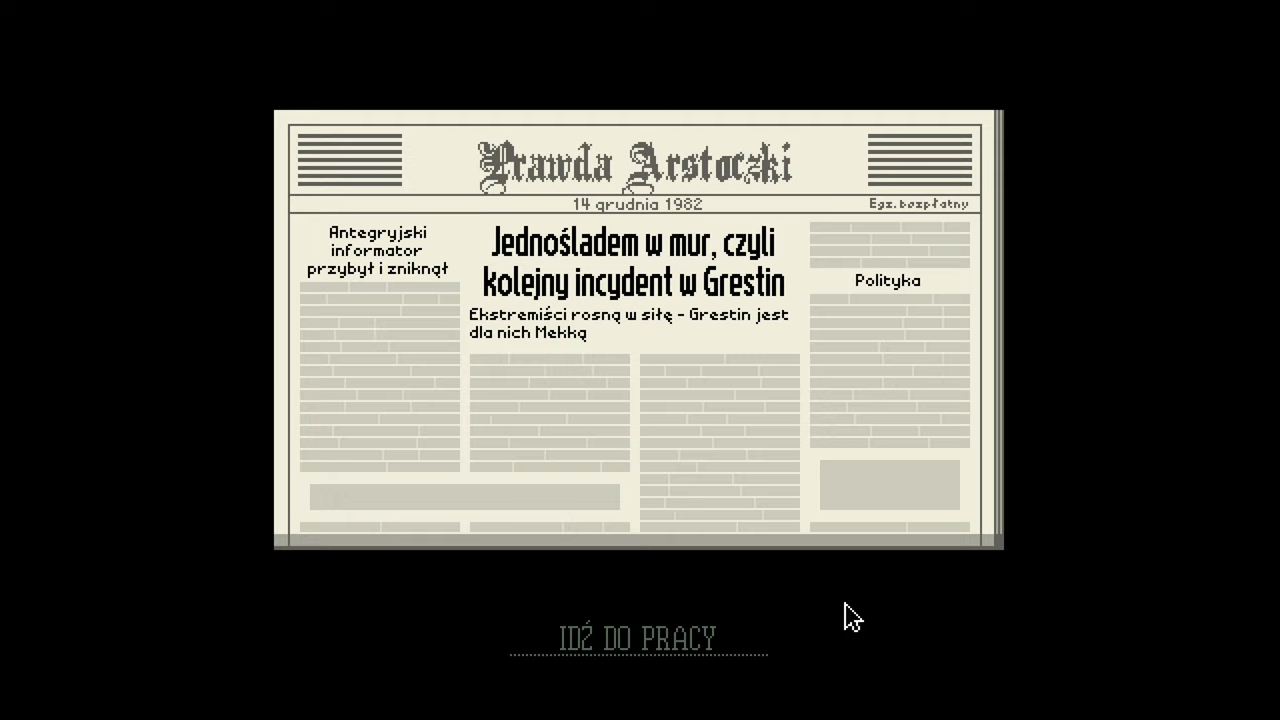 Prawda Arstoczki
14 grudnia 1982
Egz. bezpłatny
Antegryjski
informator
przybył i zniknął
Jednośladem w mur, czyli
kolejny incydent w Grestin
Ekstremiści rosną w siłę - Grestin jest
dla nich Mekką
Polityka
IDŹ DO PRACY